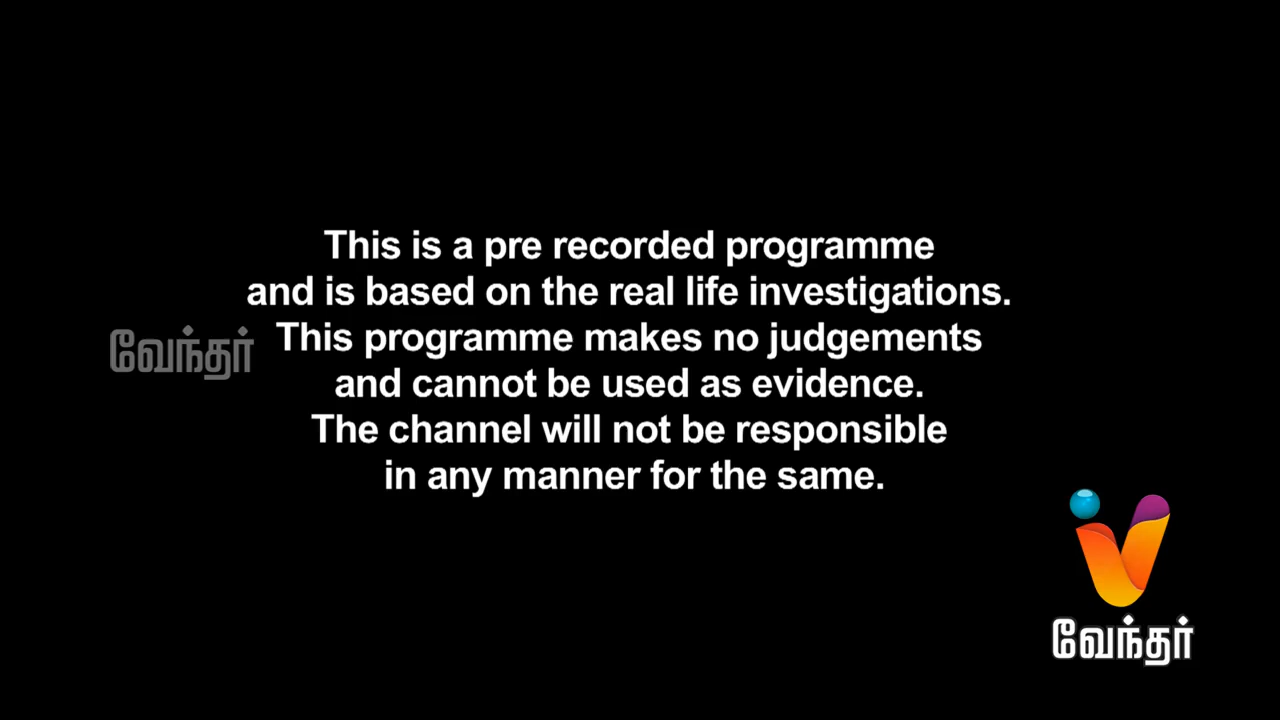 This is a pre recorded programme
and is based on the real life investigations.
வேந்தர்
This programme makes no judgements
and cannot be used as evidence.
The channel will not be responsible
in any manner for the same.
வேந்தர்